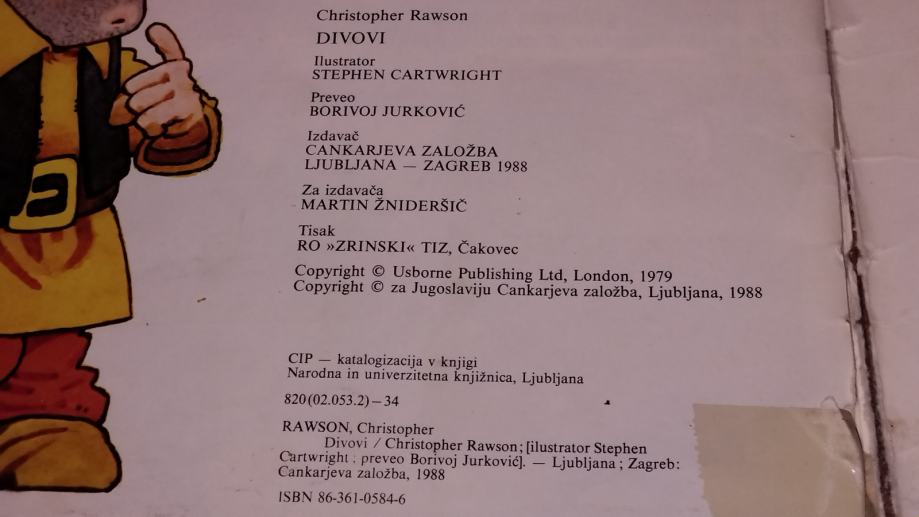 Christopher Rawson
DIVOVI
Ilustrator
STEPHEN CARTWRIGHT
Preveo
BORIVOJ JURKOVIĆ
Izdavač
CANKARJEVA ZALOŽBA
LJUBLJANA — ZAGREB 1988
Za izdavača
MARTIN ŽNIDERŠIČ
Tisak
RO »ZRINSKI« TIZ, Čakovec
Copyright © Usborne Publishing Ltd, London, 1979
Copyright © za Jugoslaviju Cankarjeva založba, Ljubljana, 1988
CIP — katalogizacija v knjigi
Narodna in univerzitetna knjižnica, Ljubljana
820(02.053.2)—34
RAWSON, Christopher
Divovi / Christopher Rawson; [ilustrator Stephen
Cartwright ; preveo Borivoj Jurković]. — Ljubljana ; Zagreb:
Cankarjeva založba, 1988
ISBN 86-361-0584-6